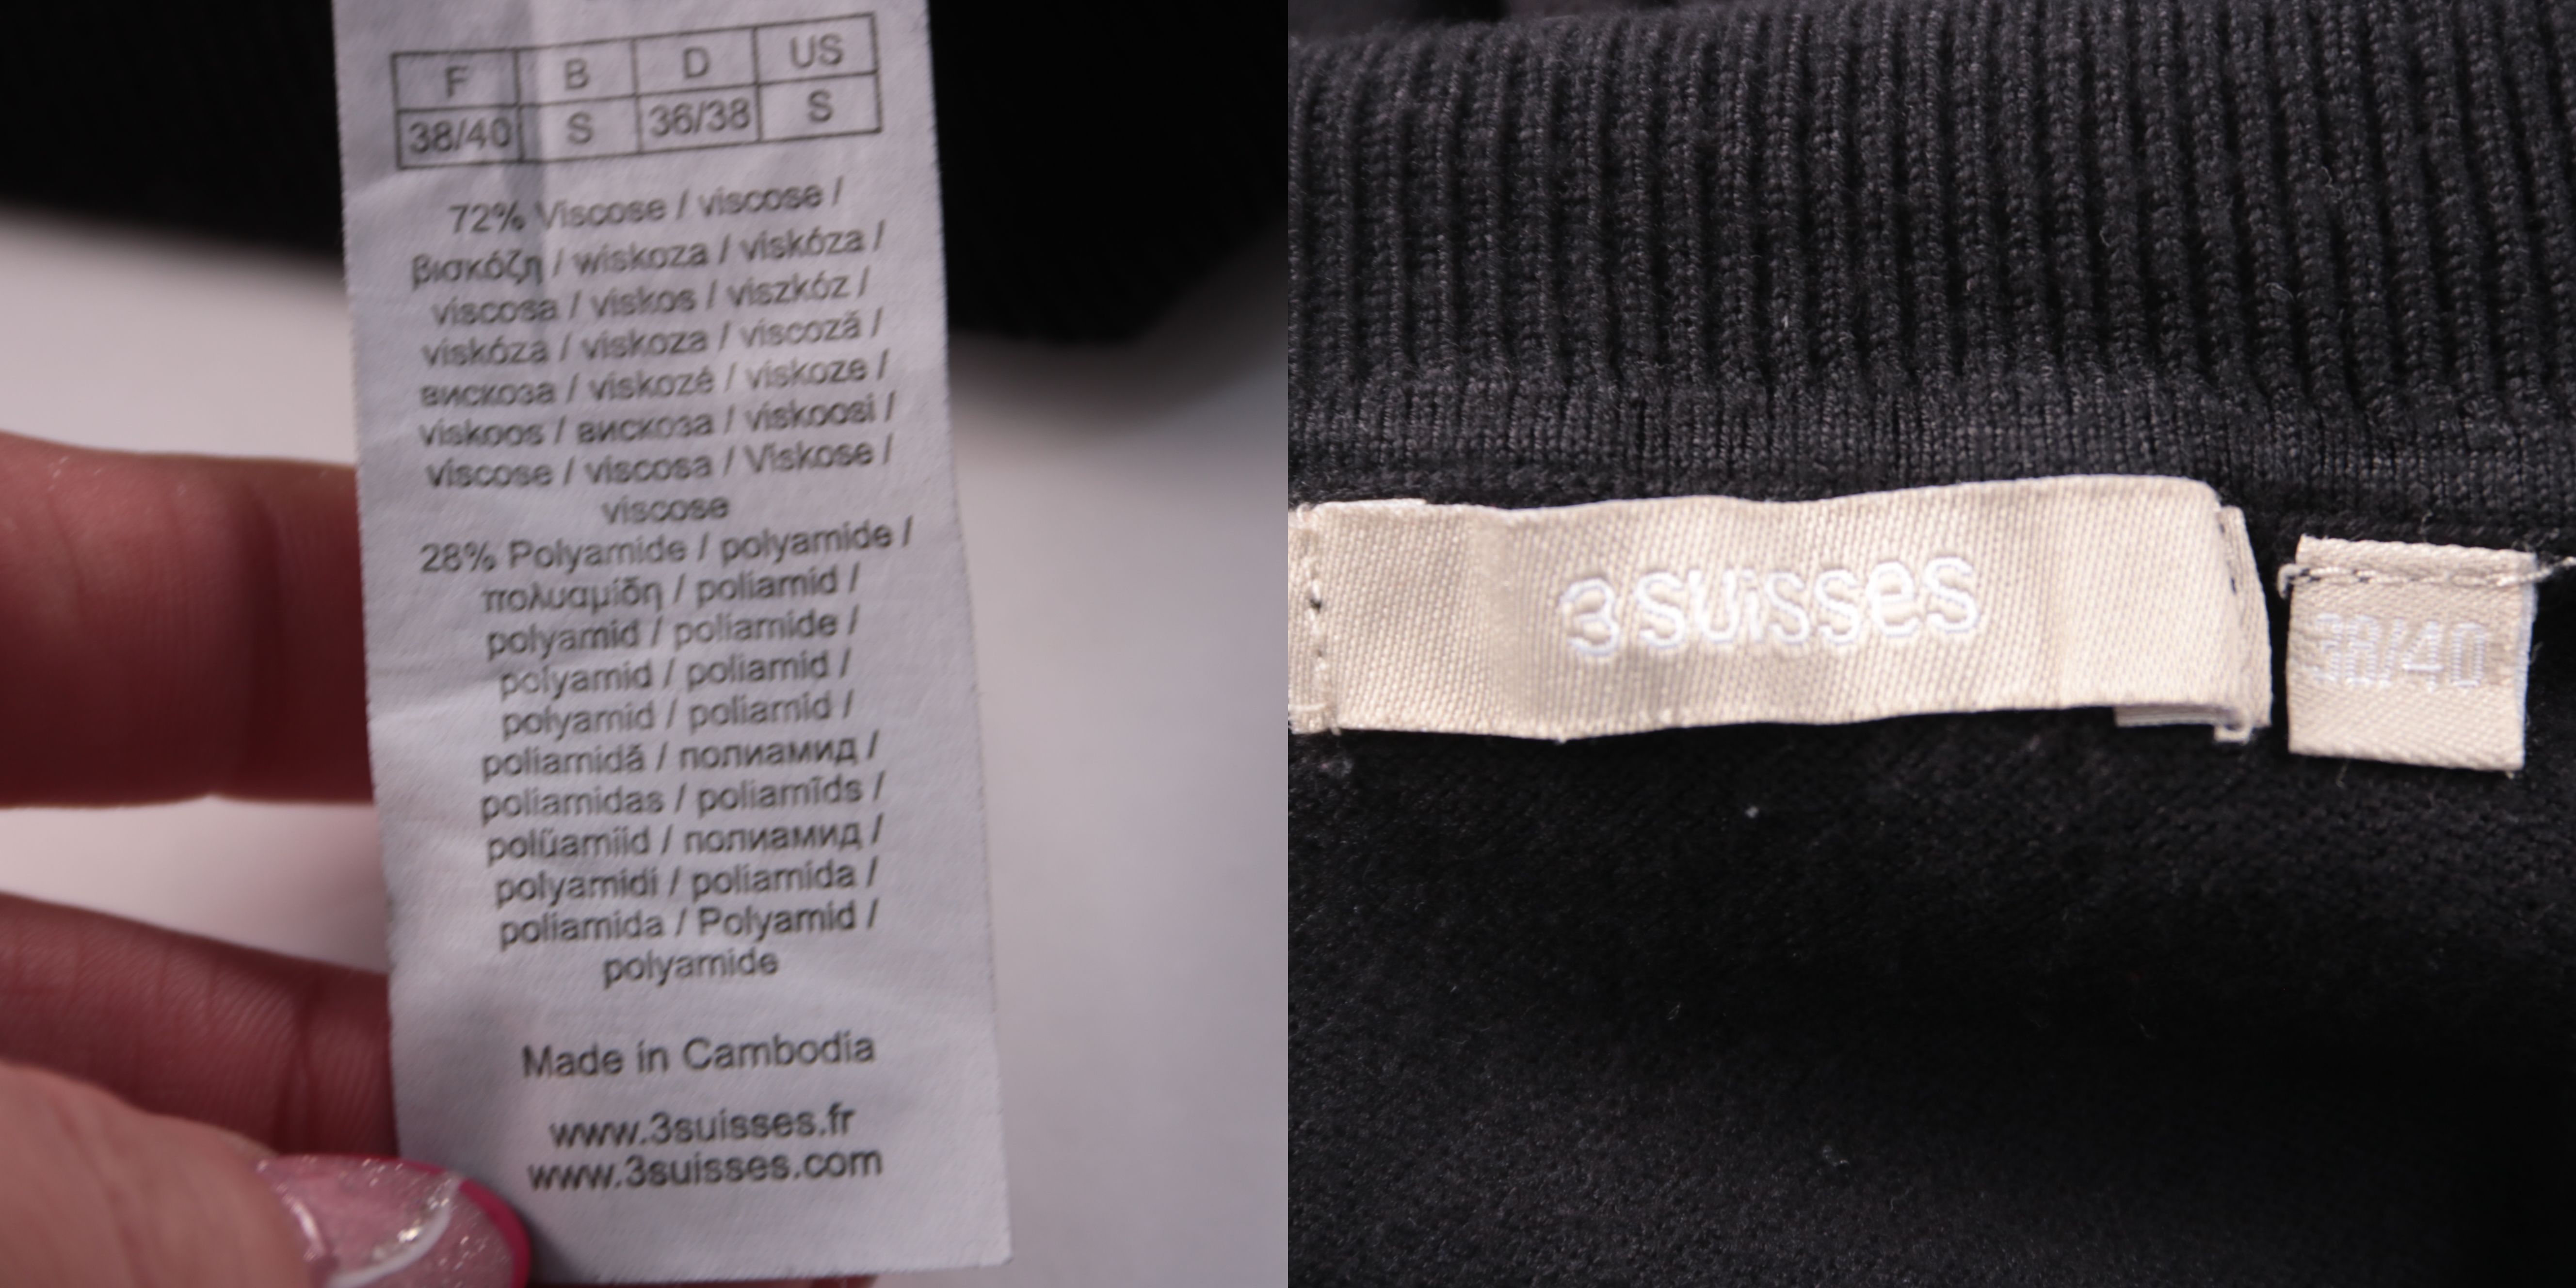 F B D US
38/40 S 36/38 S
72% Viscose / viscose /
βισκόζη / wiskoza / viskóza /
viscosa / viskos / viszkóz /
viskóza / viskoza / viscoză /
вискоза / viskozė / viskoze /
viskoos / вискоза / viskoosi /
viscose / viscosa / Viskose /
viscose
28% Polyamide / polyamide /
πολυαμίδη / poliamid /
polyamid / poliamide /
polyamid / poliamid /
polyamid / poliamid /
poliamidă / полиамид /
poliamidas / poliamīds /
polüamiid / полиамид /
polyamidi / poliamida /
poliamida / Polyamid /
polyamide
Made in Cambodia
www.3suisses.fr
www.3suisses.com
3suisses
38/40